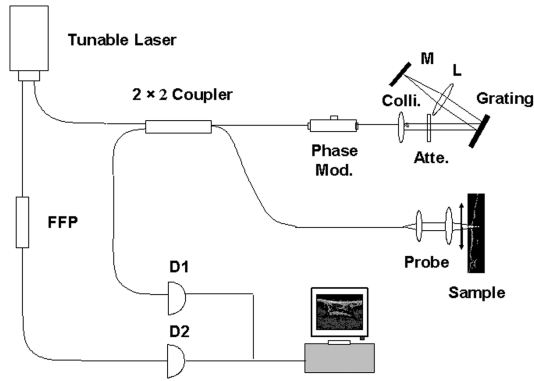 Tunable Laser
2 × 2 Coupler
M
L
Colli.
Grating
Phase
Mod.
Atte.
FFP
Probe
Sample
D1
D2